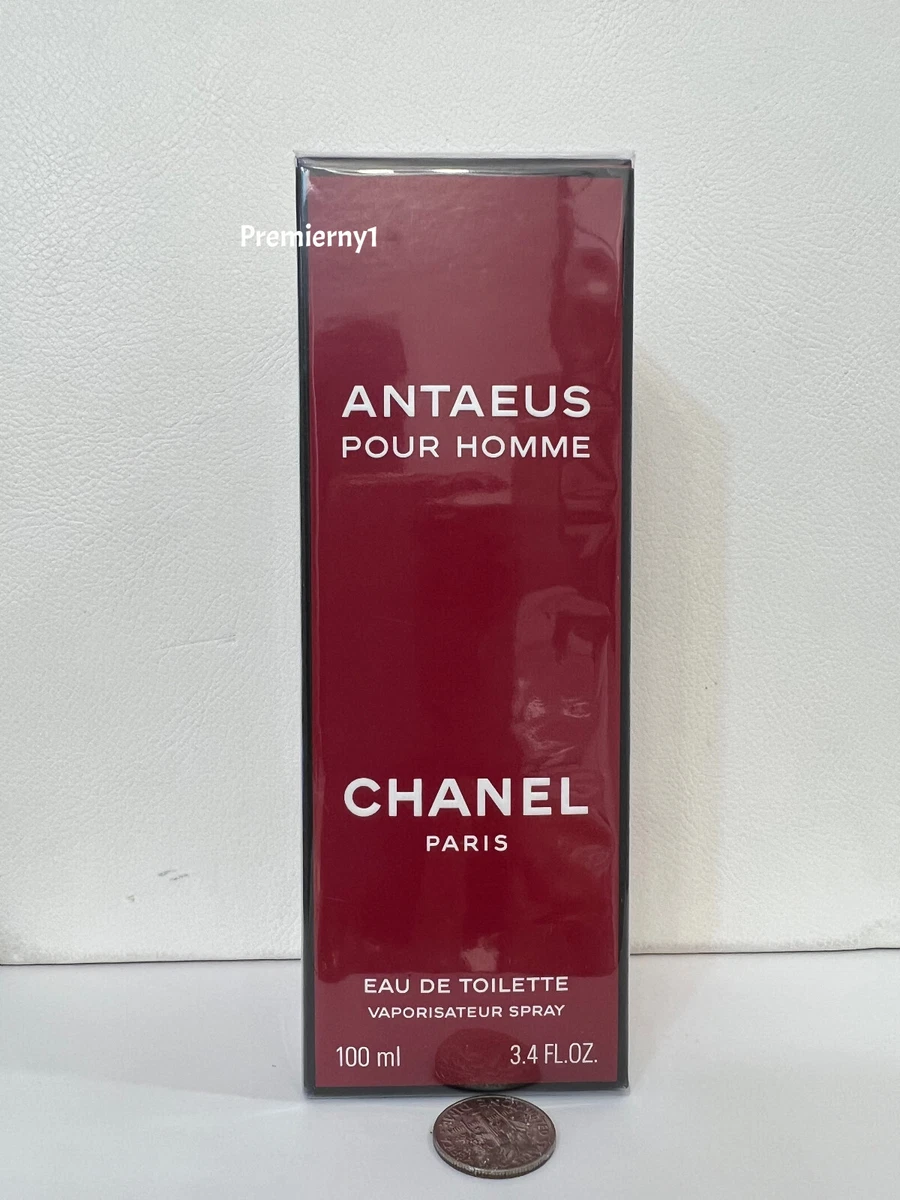 Premierny1
ANTAEUS
POUR HOMME
CHANEL
PARIS
EAU DE TOILETTE
VAPORISATEUR SPRAY
100 ml 3.4 FL.OZ.